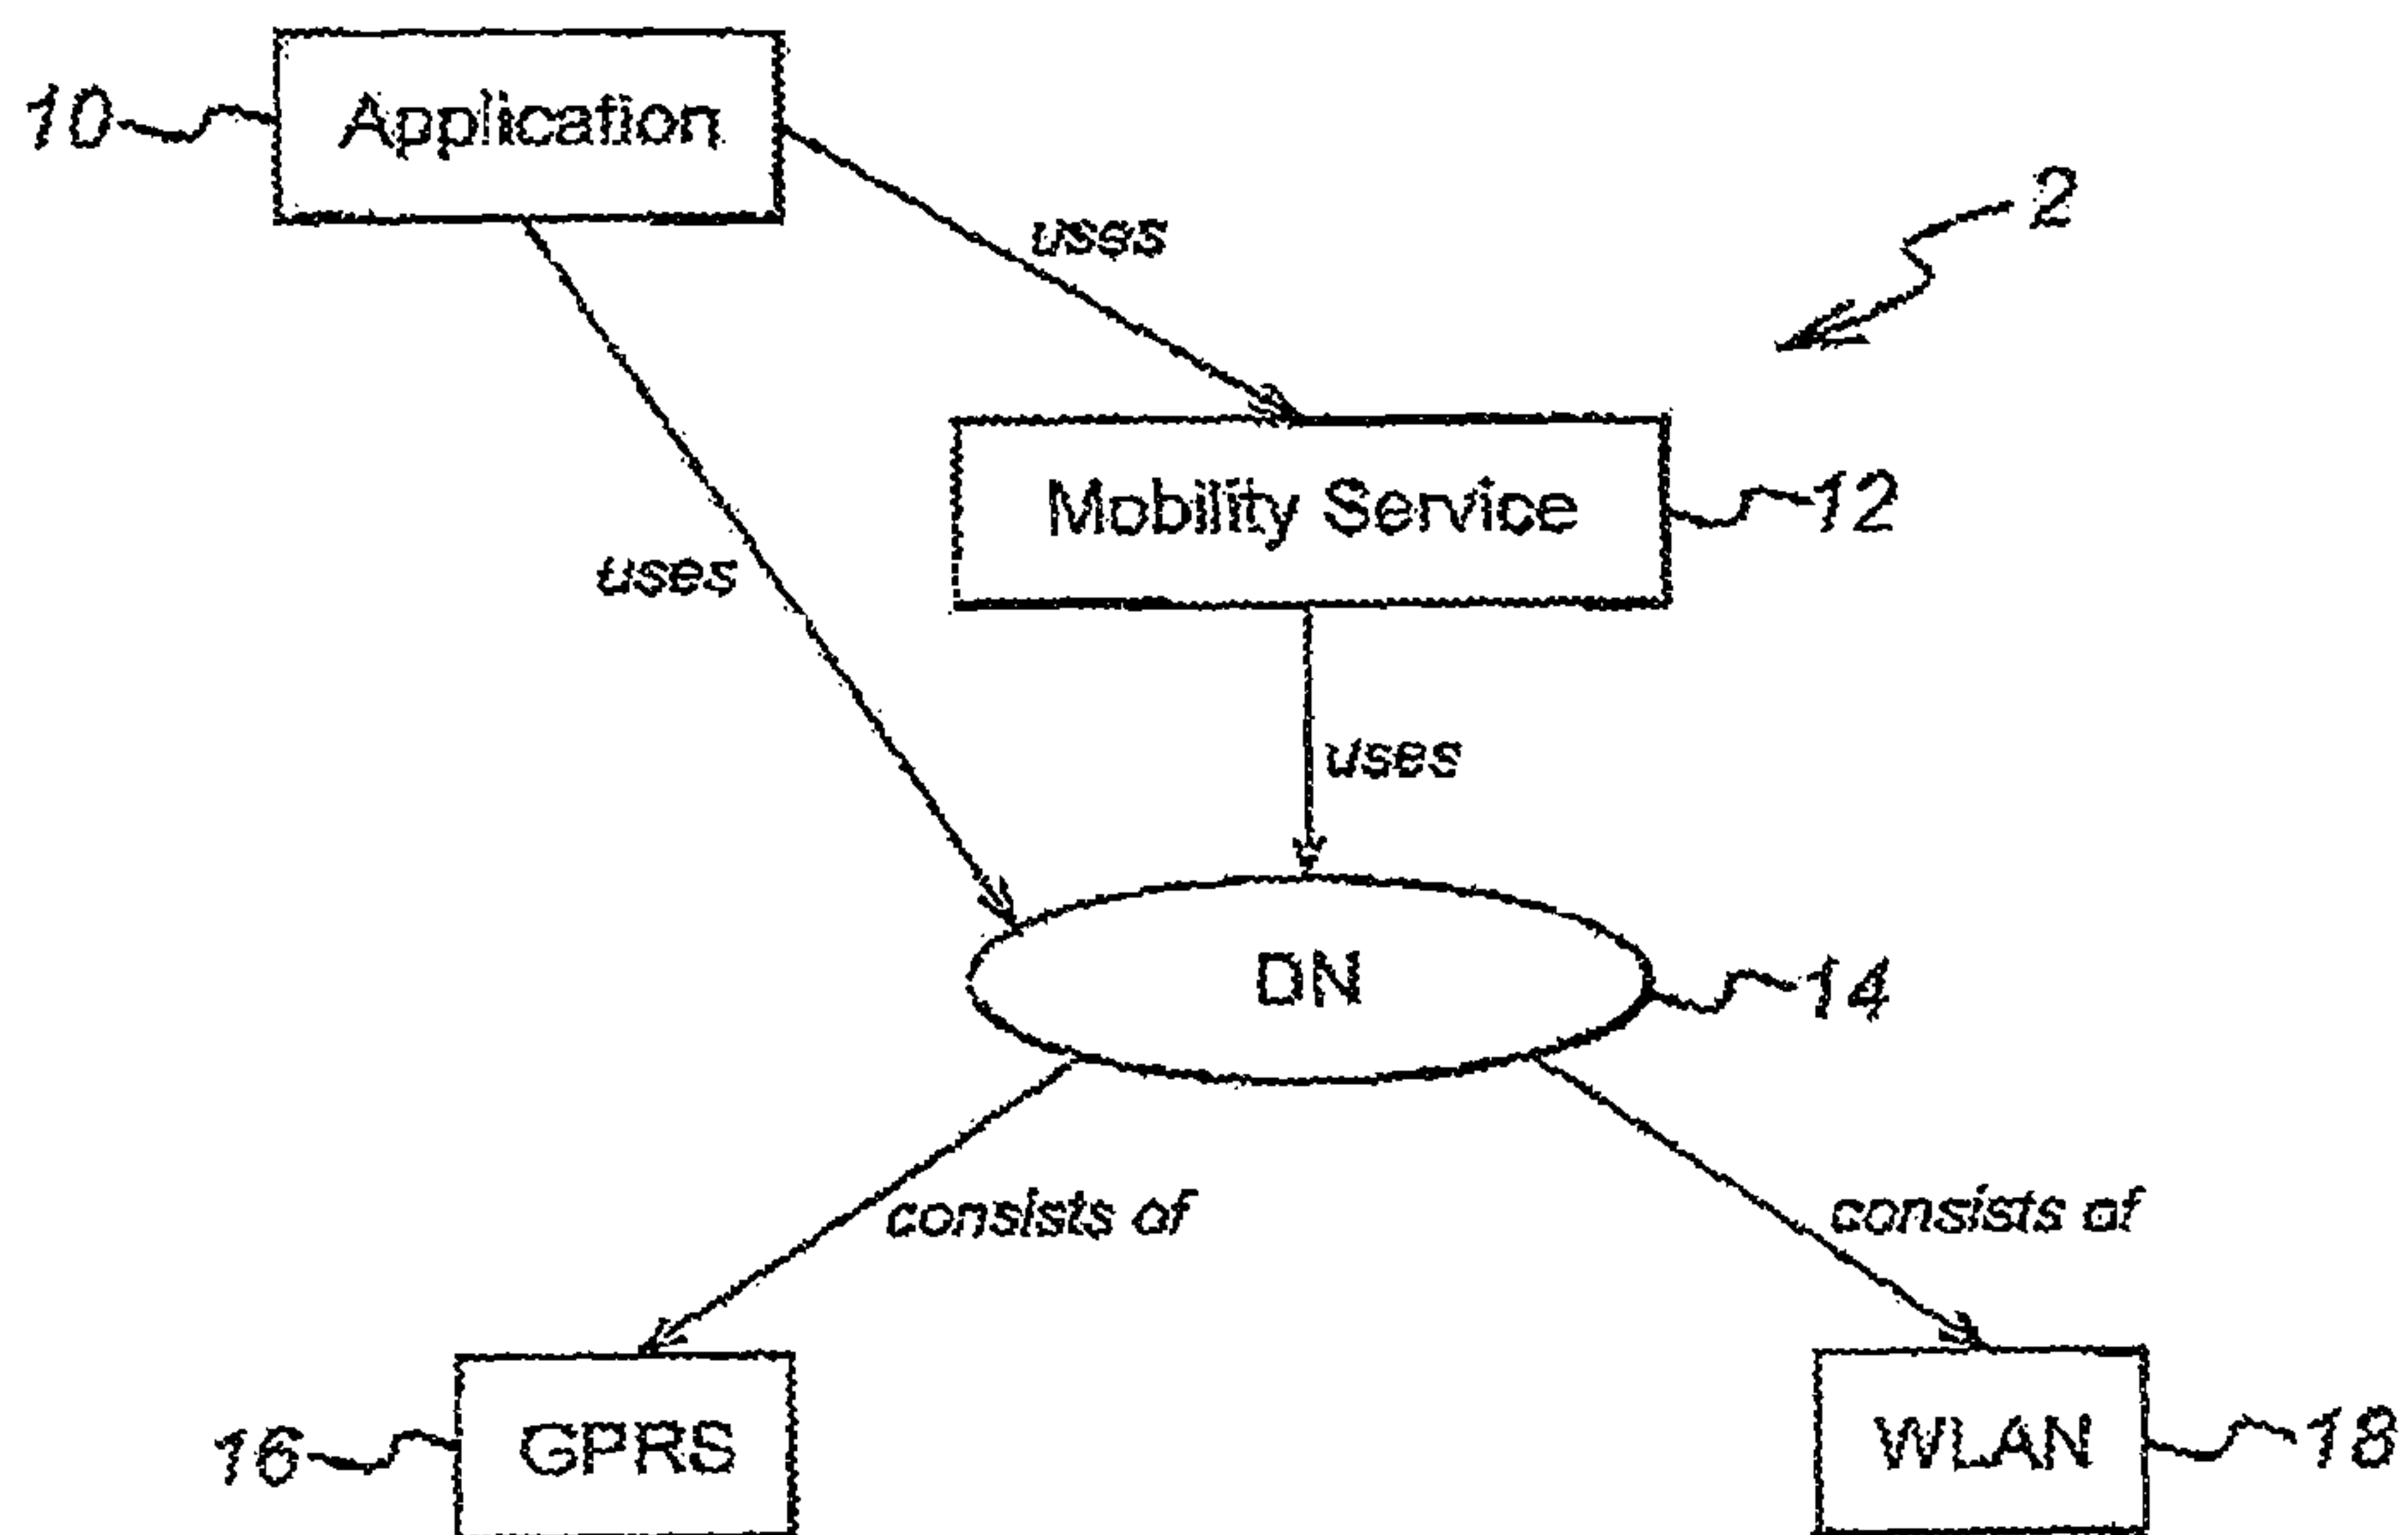 10
Application
2
uses
Mobility Service
12
uses
uses
DN
14
consists of
consists of
16
GPRS
WLAN
18